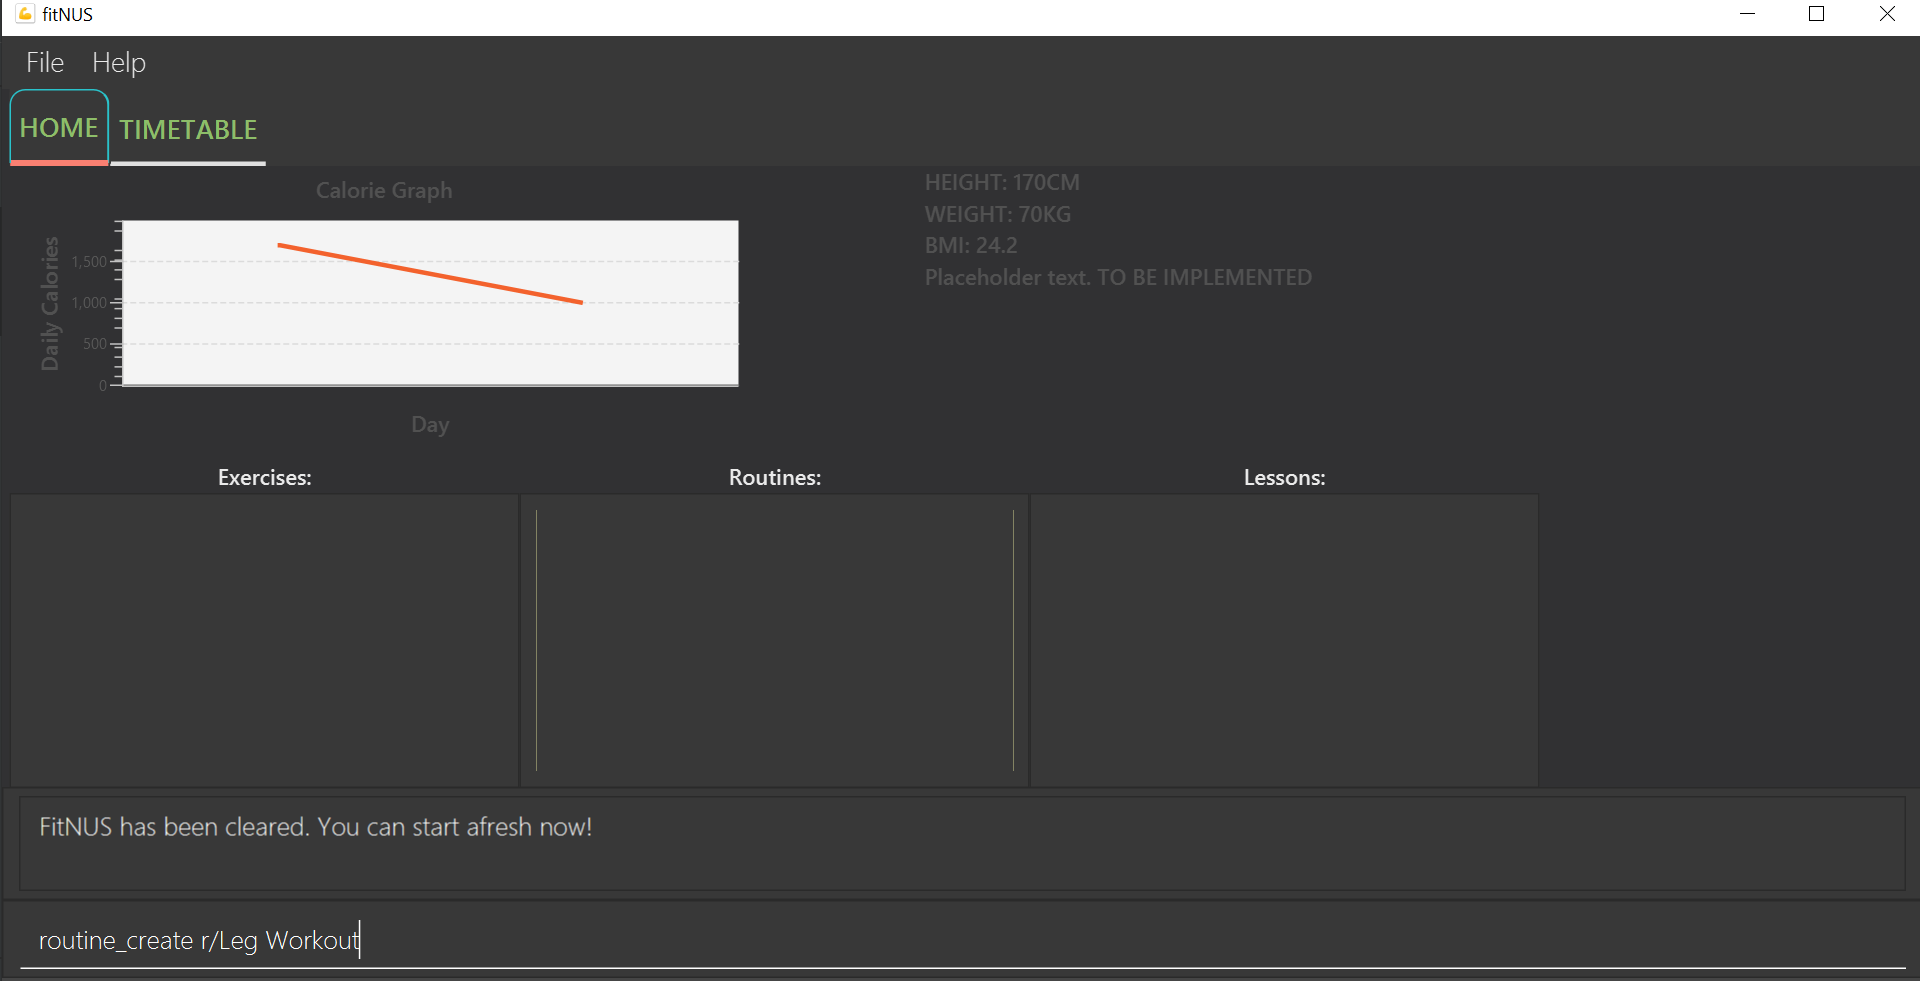 fitNUS
File Help
HOME TIMETABLE
Calorie Graph
Daily Calories
1,500
1,000
500
0
Day
HEIGHT: 170CM
WEIGHT: 70KG
BMI: 24.2
Placeholder text. TO BE IMPLEMENTED
Exercises: Routines: Lessons:
FitNUS has been cleared. You can start afresh now!
routine_create r/Leg Workout